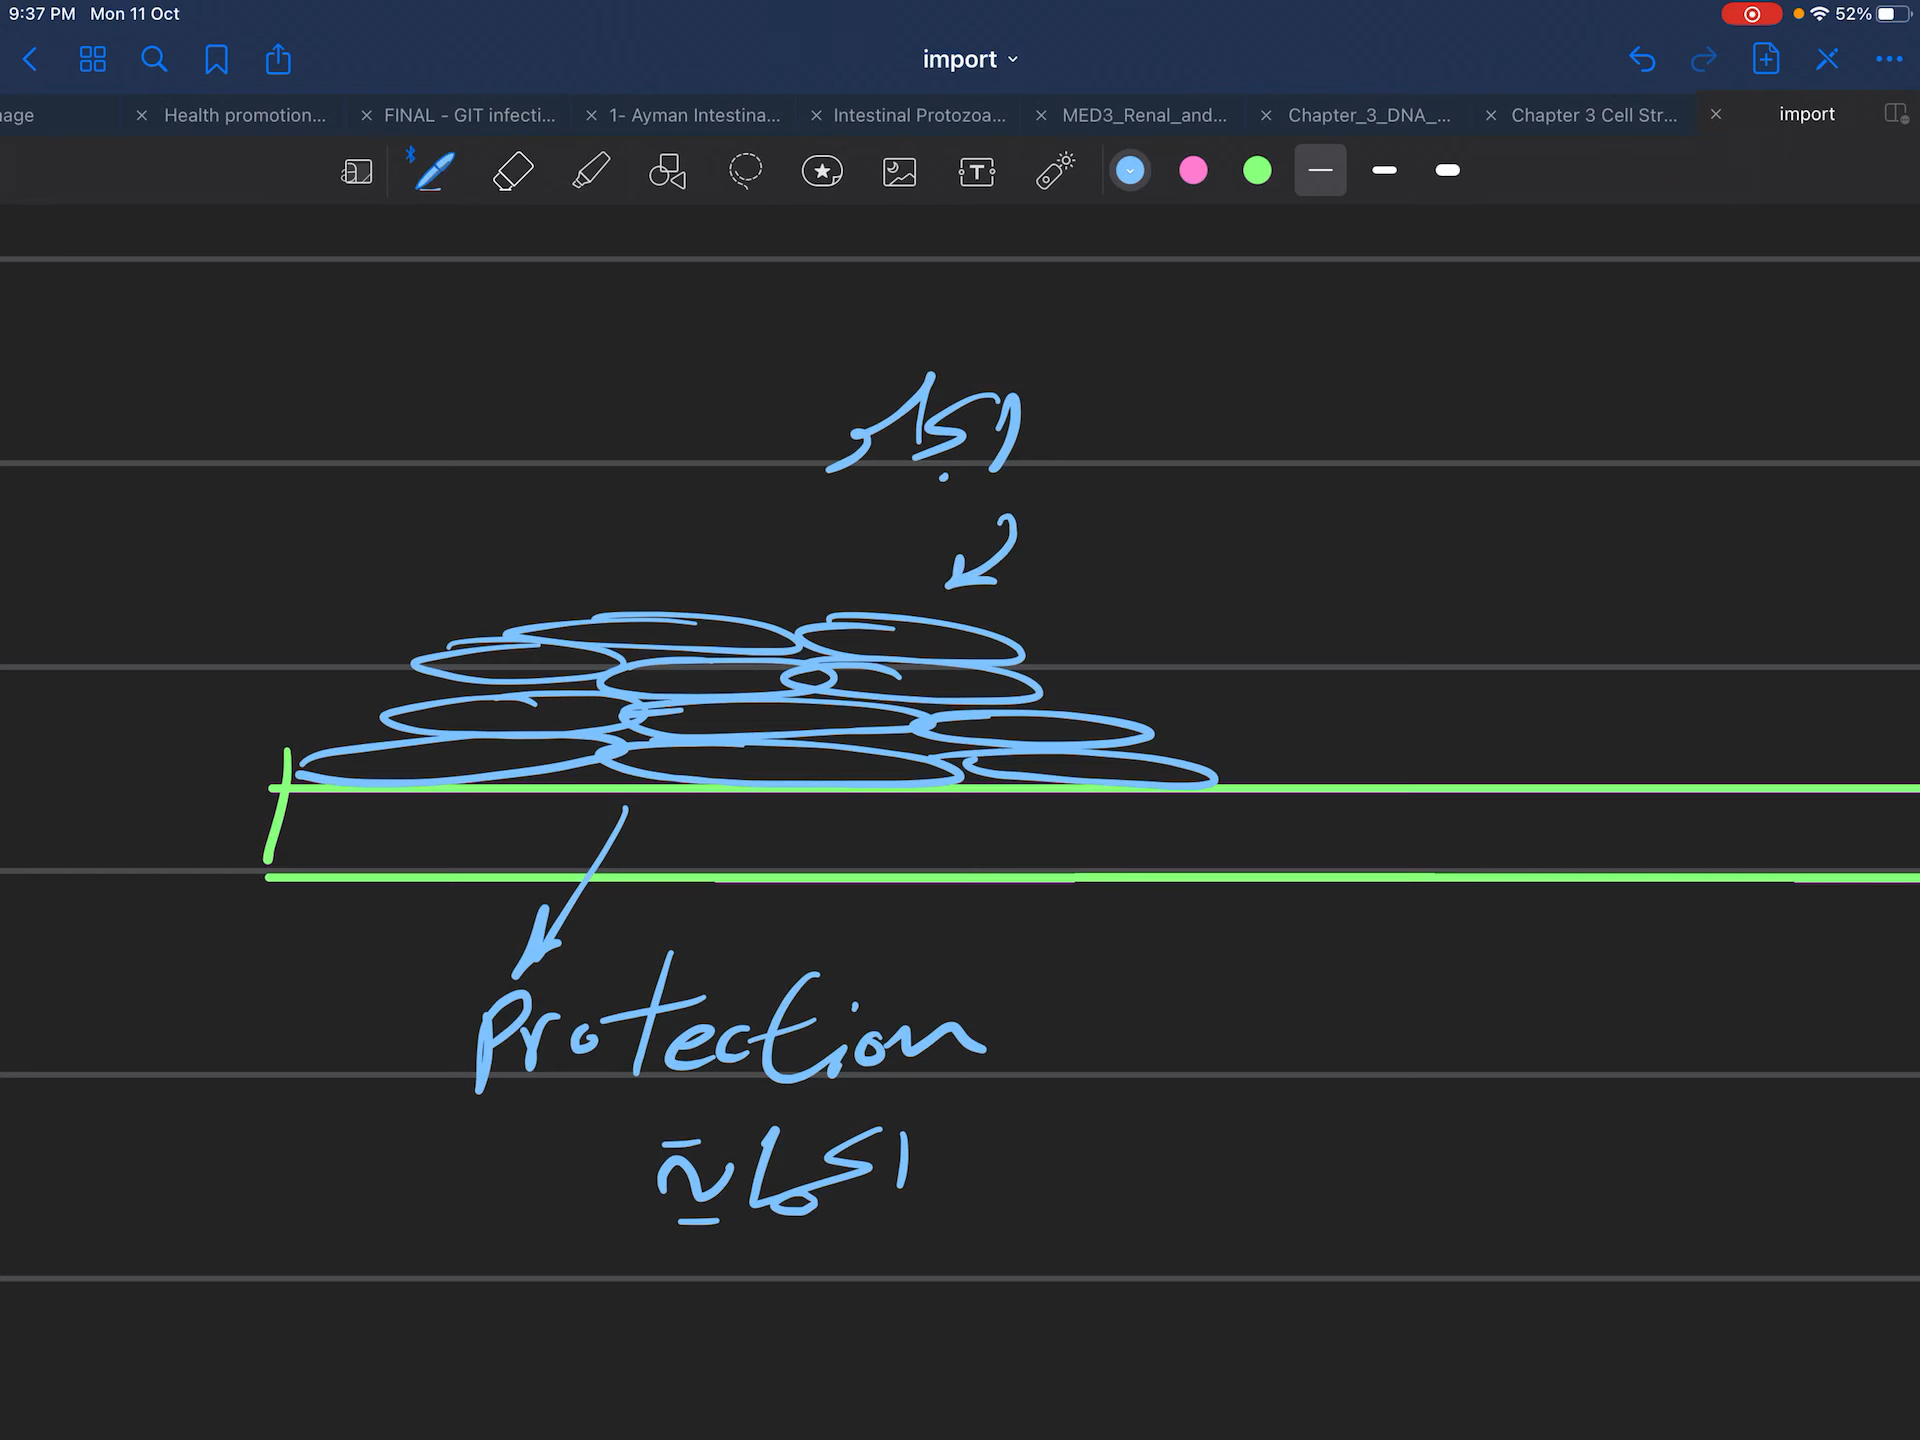 9:37 PM Mon 11 Oct
52%
import
age
Health promotion...
FINAL - GIT infecti...
1- Ayman Intestina...
Intestinal Protozoa...
MED3_Renal_and...
Chapter_3_DNA_...
Chapter 3 Cell Str...
import
Protection